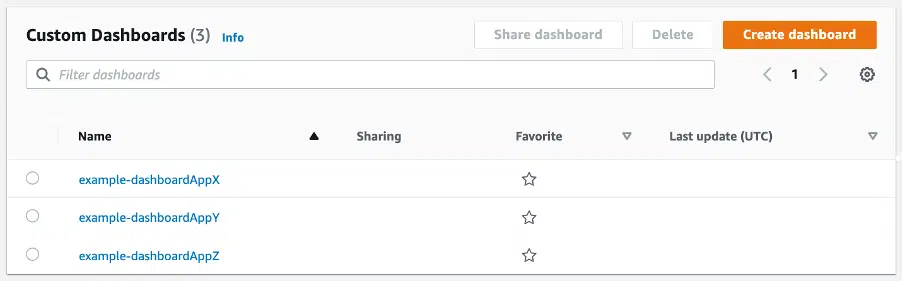 Custom Dashboards (3) Info Share dashboard Delete Create dashboard
Filter dashboards 1
Name Sharing Favorite Last update (UTC)
example-dashboardAppX
example-dashboardAppY
example-dashboardAppZ